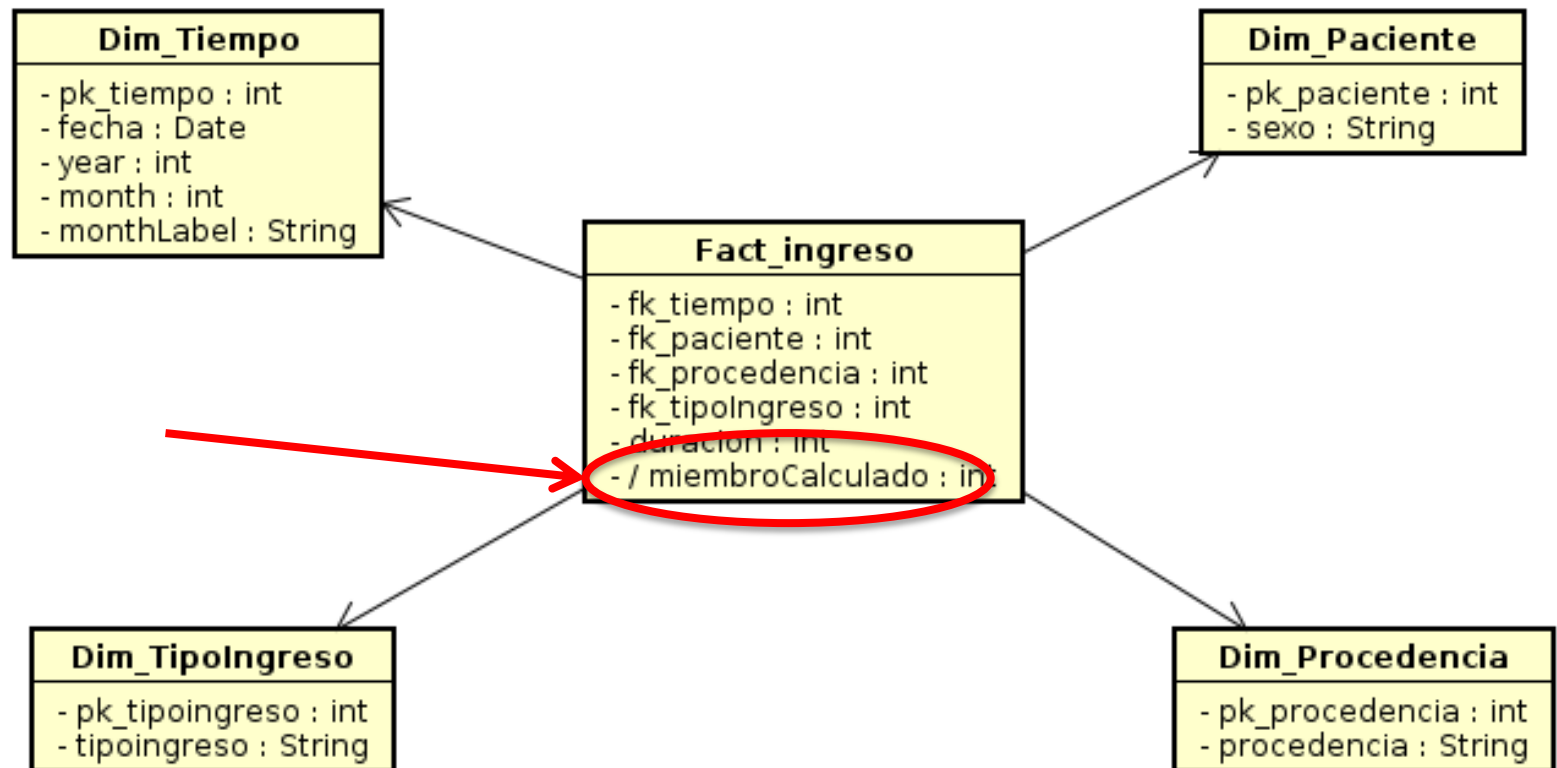 Dim_Tiempo
- pk_tiempo : int
- fecha : Date
- year : int
- month : int
- monthLabel : String
Dim_Paciente
- pk_paciente : int
- sexo : String
Fact_ingreso
- fk_tiempo : int
- fk_paciente : int
- fk_procedencia : int
- fk_tipoIngreso : int
- duracion : int
- / miembroCalculado : int
Dim_TipoIngreso
- pk_tipoingreso : int
- tipoingreso : String
Dim_Procedencia
- pk_procedencia : int
- procedencia : String